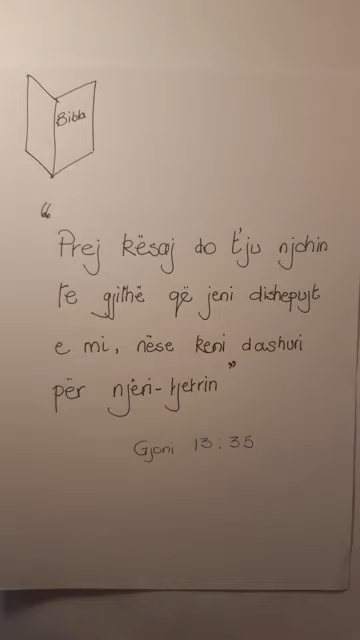 Bibla
“
Prej kësaj do t'ju njohin
të gjithë që jeni dishepujt
e mi, nëse keni dashuri
për njëri-tjetrin”
Gjoni 13:35